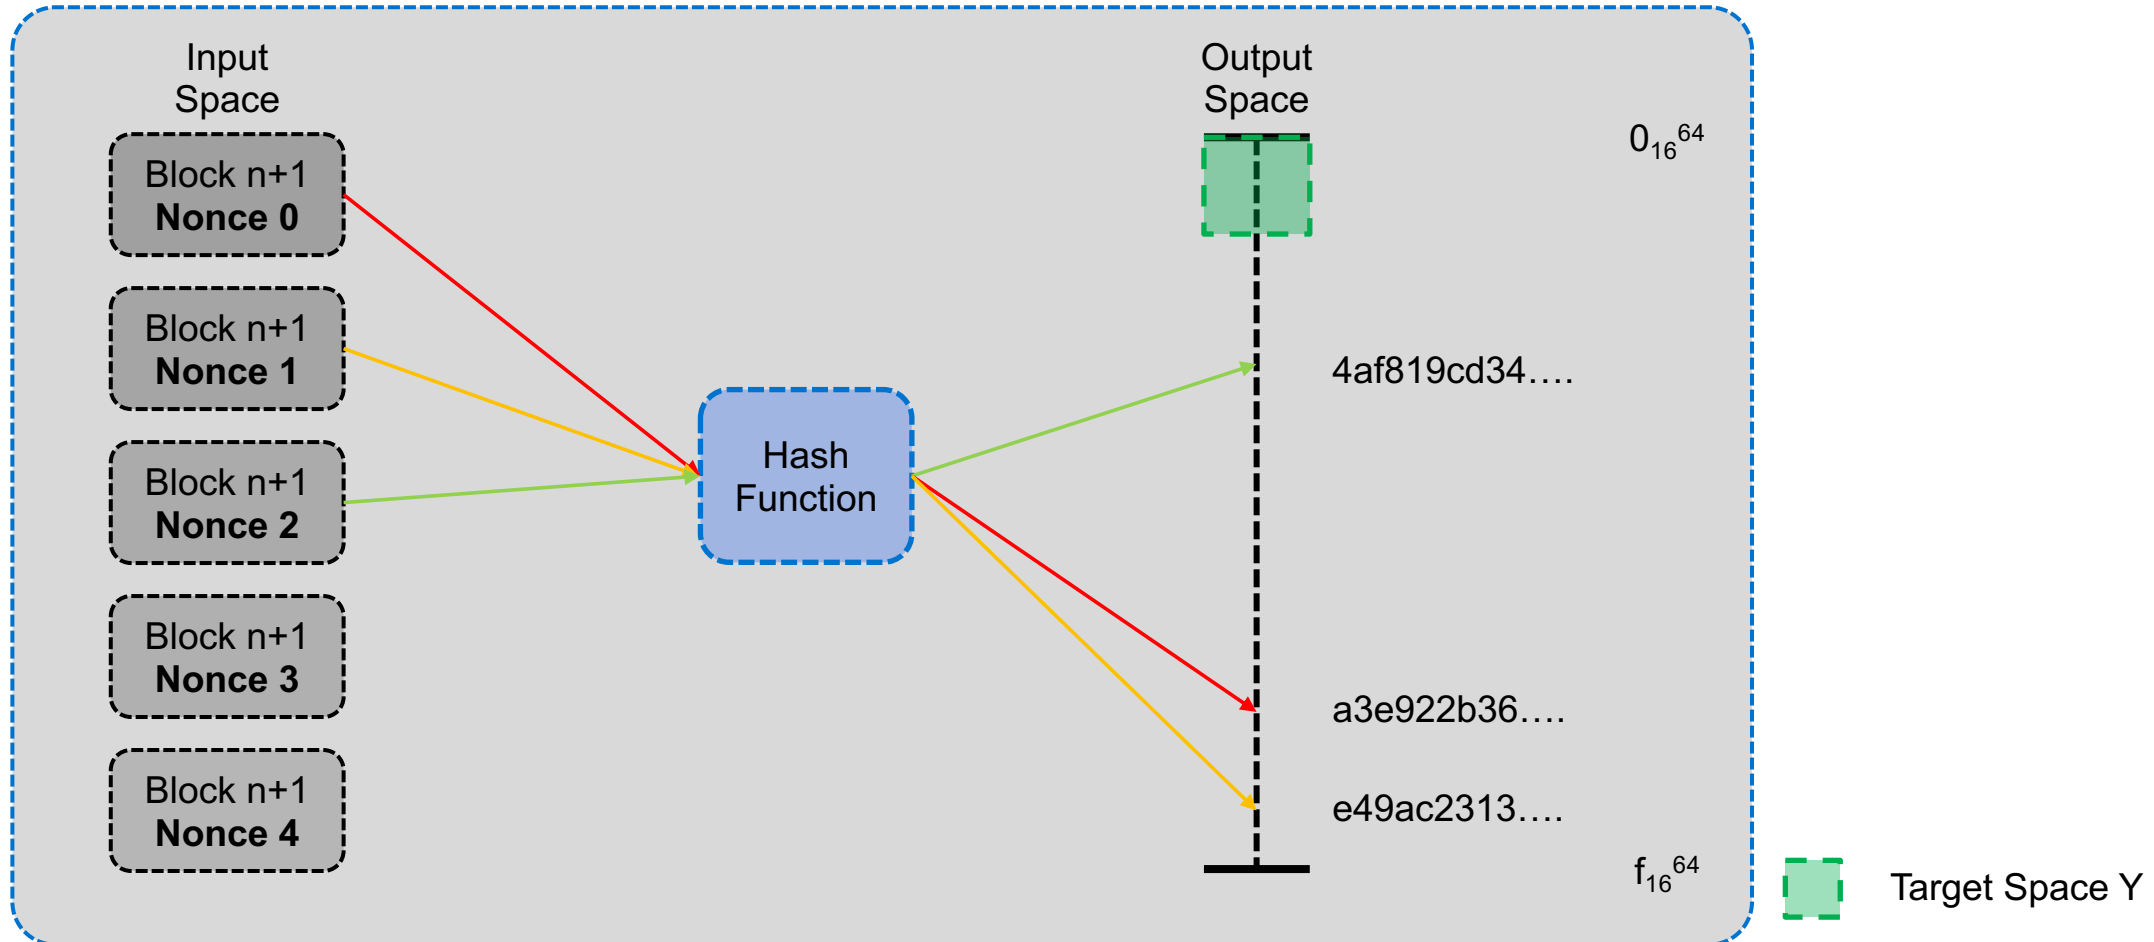 Input
Space
Output
Space
Block n+1
Nonce 0
Block n+1
Nonce 1
Block n+1
Nonce 2
Block n+1
Nonce 3
Block n+1
Nonce 4
Hash
Function
0₁₆⁶⁴
4af819cd34….
a3e922b36….
e49ac2313….
f₁₆⁶⁴
Target Space Y